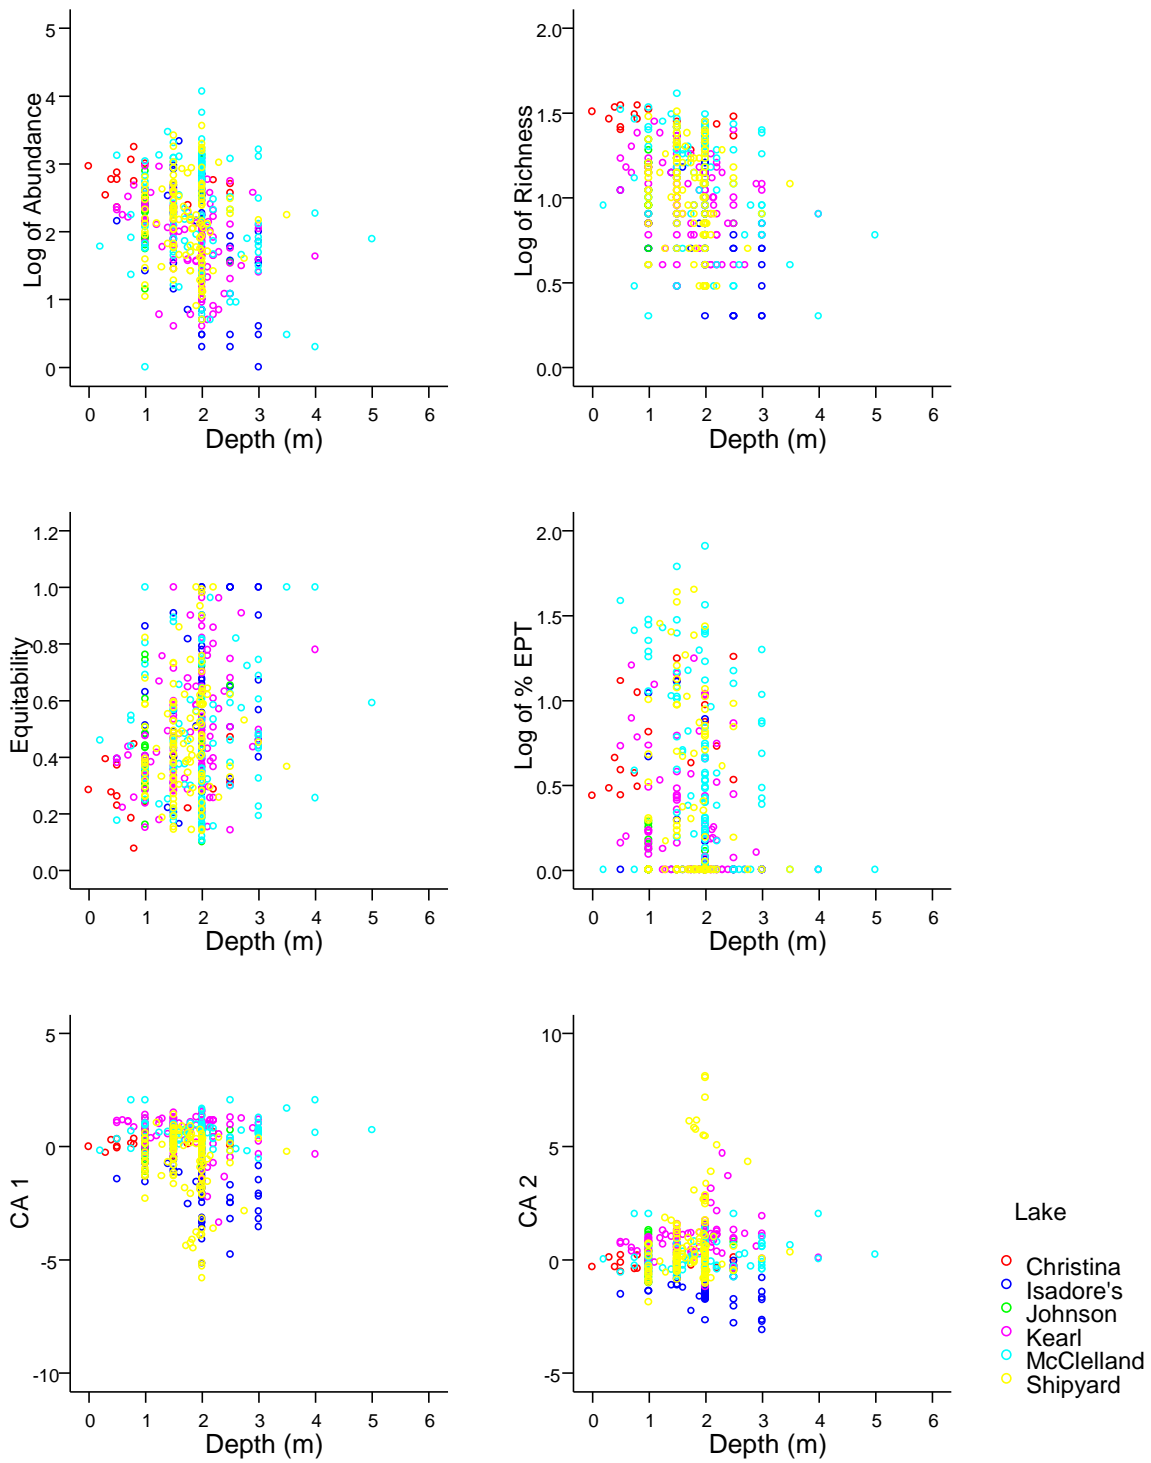 Log of Abundance
5
4
3
2
1
0
0 1 2 3 4 5 6
Depth (m)
Log of Richness
2.0
1.5
1.0
0.5
0.0
0 1 2 3 4 5 6
Depth (m)
Equitability
1.2
1.0
0.8
0.6
0.4
0.2
0.0
0 1 2 3 4 5 6
Depth (m)
Log of % EPT
2.0
1.5
1.0
0.5
0.0
0 1 2 3 4 5 6
Depth (m)
CA 1
5
0
-5
-10
0 1 2 3 4 5 6
Depth (m)
CA 2
10
5
0
-5
0 1 2 3 4 5 6
Depth (m)
Lake
Christina
Isadore's
Johnson
Kearl
McClelland
Shipyard